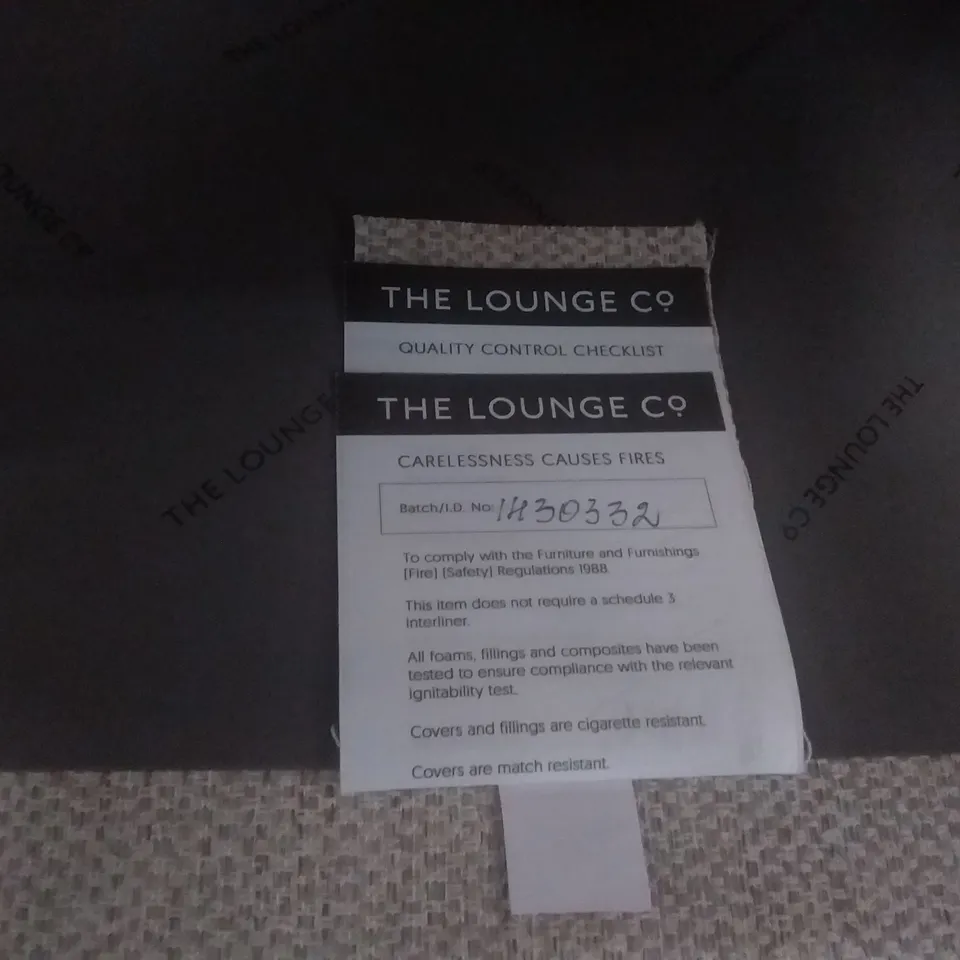 THE LOUNGE Cº
QUALITY CONTROL CHECKLIST
THE LOUNGE Cº
CARELESSNESS CAUSES FIRES
Batch/I.D. No: 1430332
To comply with the Furniture and Furnishings
[Fire] [Safety] Regulations 1988.
This item does not require a schedule 3
interliner.
All foams, fillings and composites have been
tested to ensure compliance with the relevant
ignitability test.
Covers and fillings are cigarette resistant.
Covers are match resistant.
THE LOUNGE
THE LOUNGE Cº
OUNGE Cº